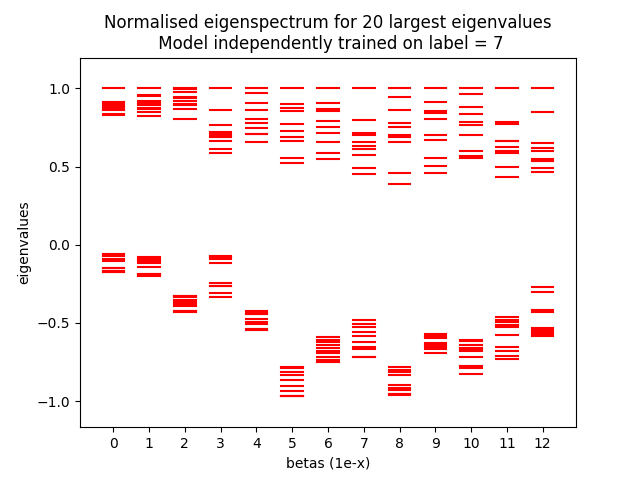 Normalised eigenspectrum for 20 largest eigenvalues
Model independently trained on label = 7
1.0
0.5
0.0
−0.5
−1.0
eigenvalues
0 1 2 3 4 5 6 7 8 9 10 11 12
betas (1e-x)